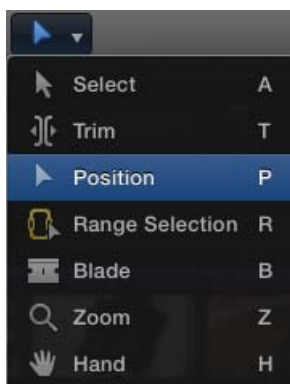 Select A
Trim T
Position P
Range Selection R
Blade B
Zoom Z
Hand H